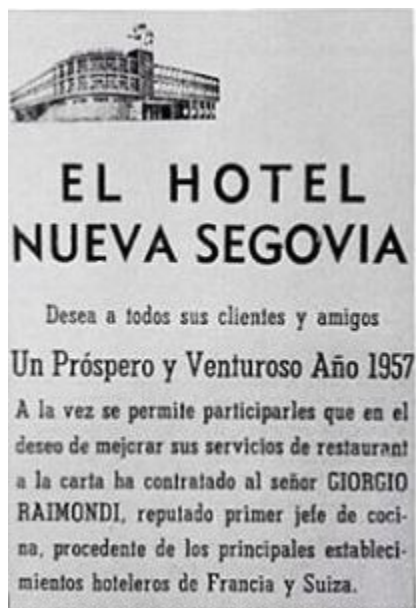 EL HOTEL
NUEVA SEGOVIA
Desea a todos sus clientes y amigos
Un Próspero y Venturoso Año 1957
A la vez se permite participarles que en el
deseo de mejorar sus servicios de restaurant
a la carta ha contratado al señor GIORGIO
RAIMONDI, reputado primer jefe de coci-
na, procedente de los principales estableci-
mientos hoteleros de Francia y Suiza.